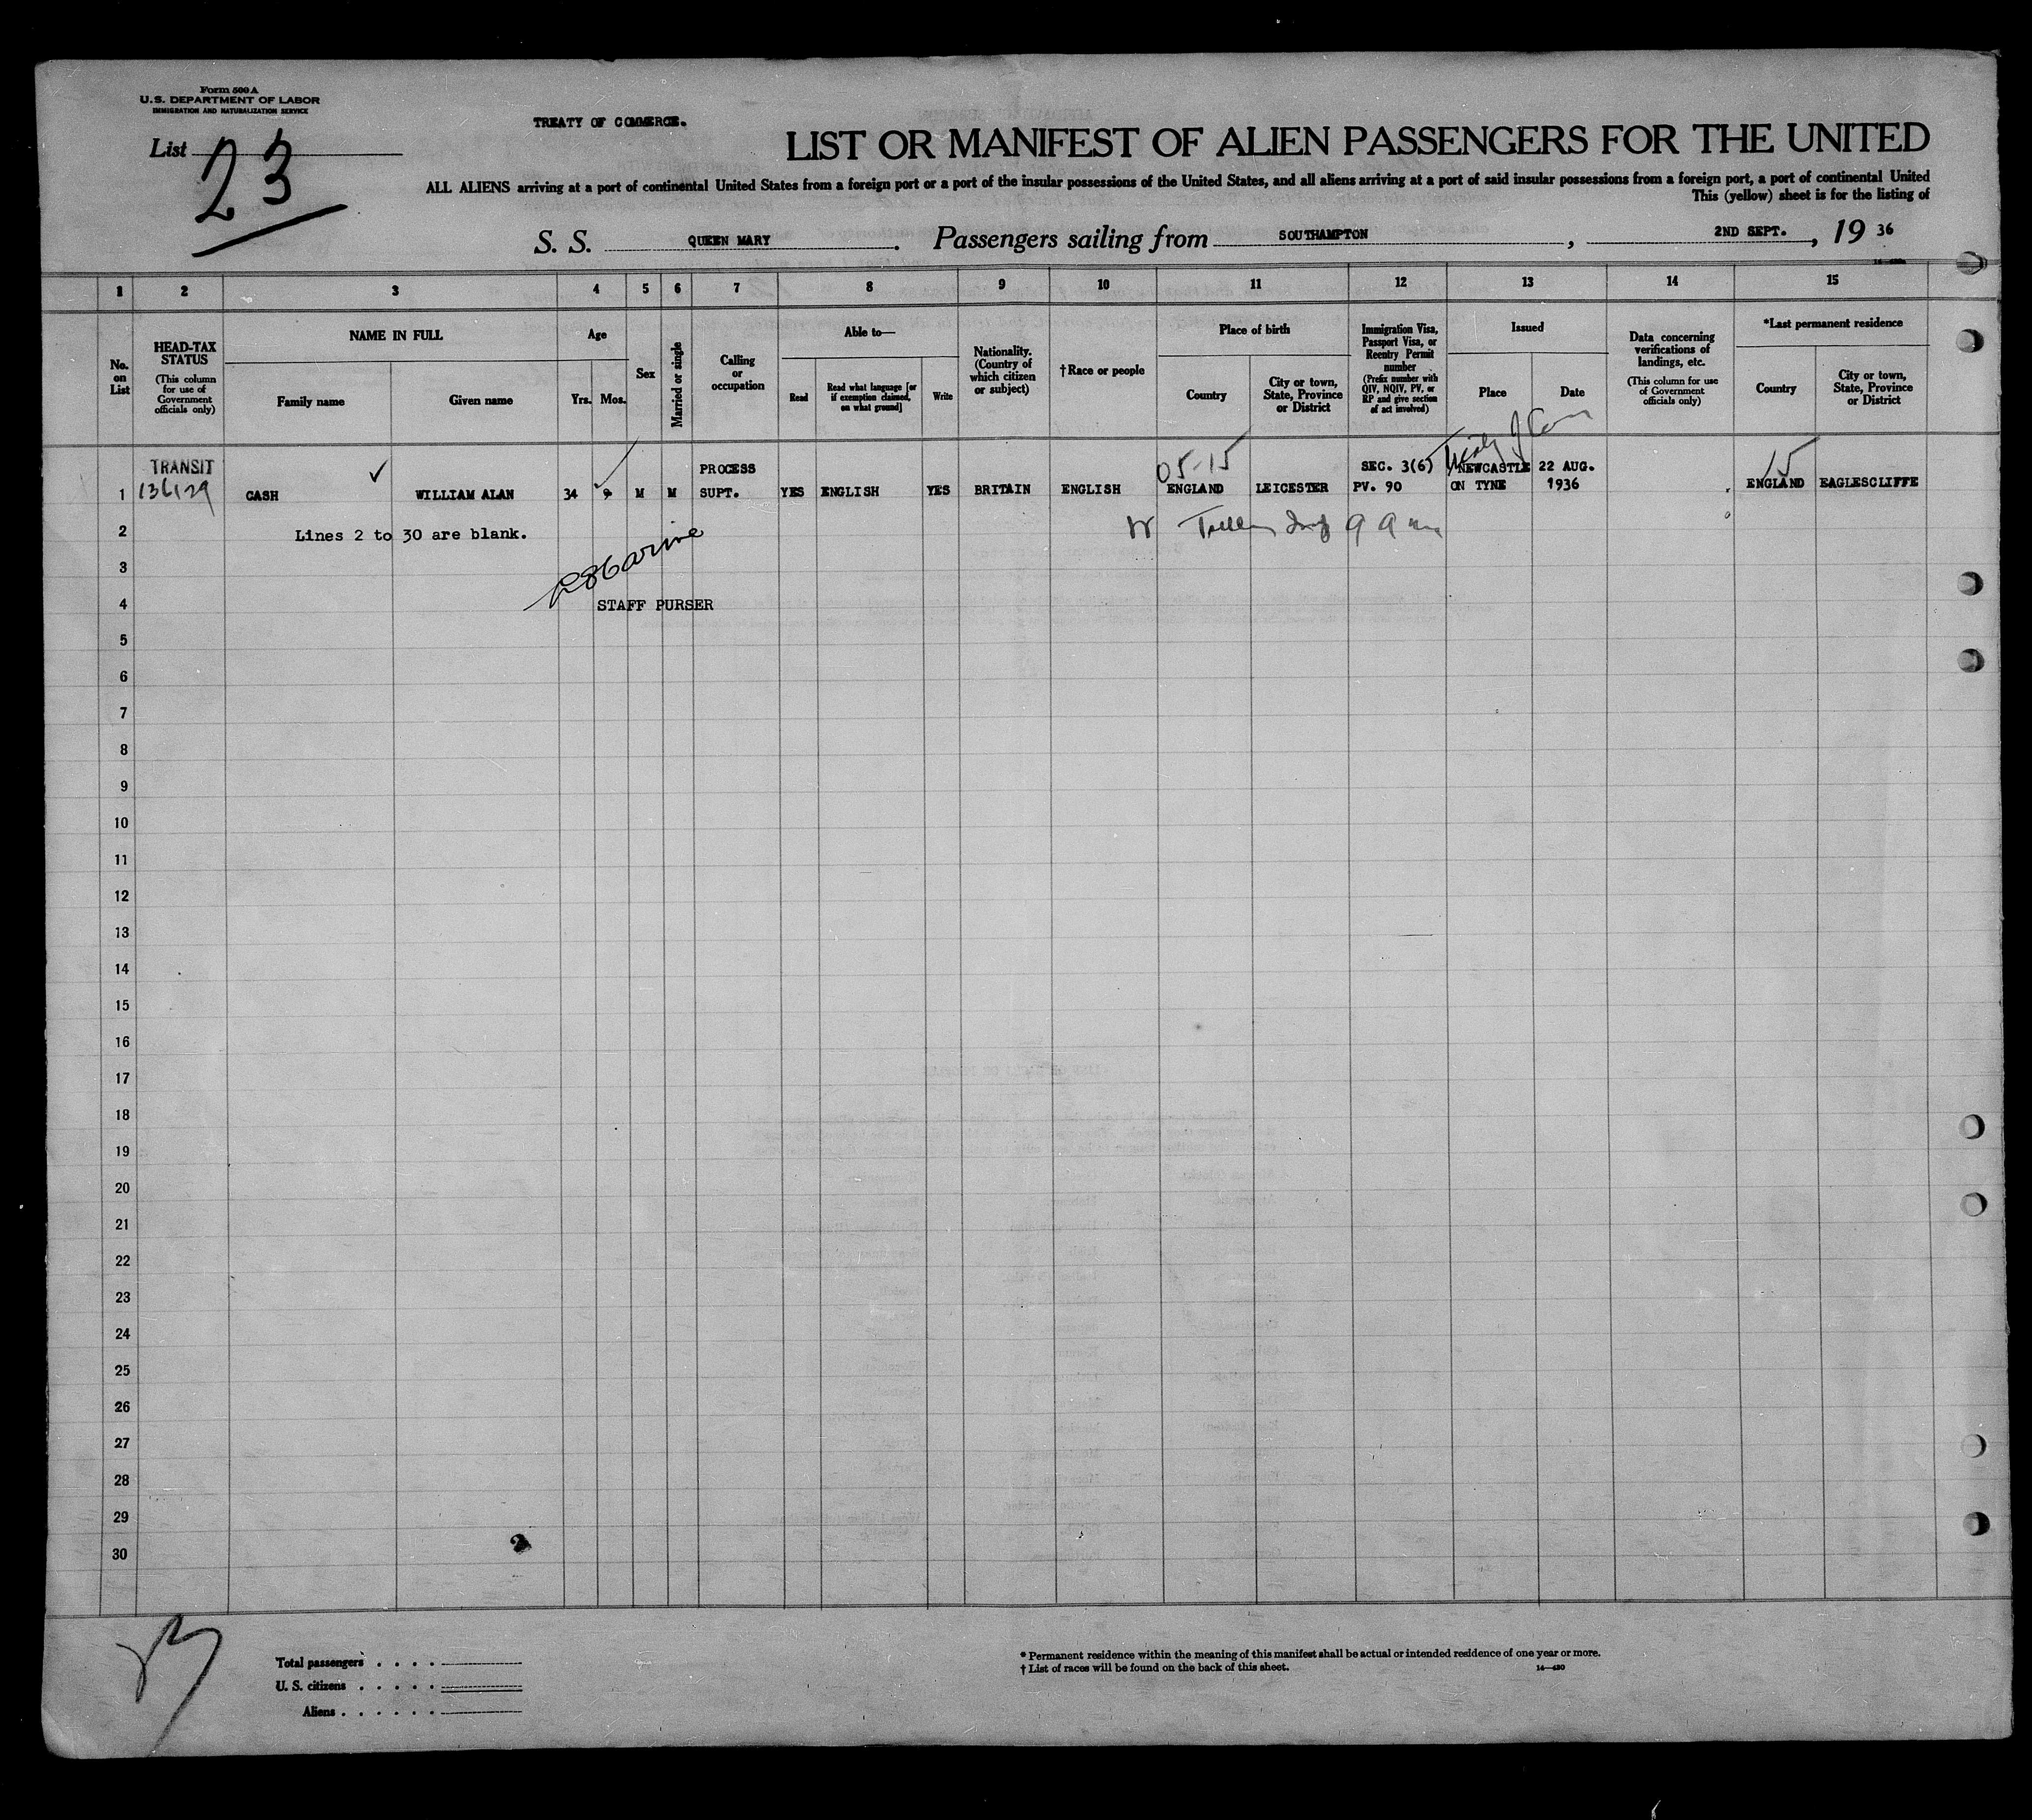 Form 500 A
U.S. DEPARTMENT OF LABOR
IMMIGRATION AND NATURALIZATION SERVICE
List 23
TREATY OF COMMERCE.
LIST OR MANIFEST OF ALIEN PASSENGERS FOR THE UNITED
ALL ALIENS arriving at a port of continental United States from a foreign port or a port of the insular possessions of the United States, and all aliens arriving at a port of said insular possessions from a foreign port, a port of continental United
This (yellow) sheet is for the listing of
S. S. QUEEN MARY. Passengers sailing from SOUTHAMPTON, 2ND SEPT., 19 36
1 2 3 4 5 6 7 8 9 10 11 12 13 14 15
No. on List
HEAD-TAX STATUS
(This column for use of Government officials only)
NAME IN FULL
Family name
Given name
Age
Yrs. Mos.
Sex
Married or single
Calling or occupation
Able to—
Read
Read what language [or if exemption claimed, on what ground]
Write
Nationality. (Country of which citizen or subject)
†Race or people
Place of birth
Country
City or town, State, Province or District
Immigration Visa, Passport Visa, or Reentry Permit number
(Prefix number with QIV, NQIV, PV, or RP and give section of act involved)
Issued
Place
Date
Data concerning verifications of landings, etc.
(This column for use of Government officials only)
*Last permanent residence
Country
City or town, State, Province or District
TRANSIT PROCESS 05-15 SEC. 3(6) NEWCASTLE 22 AUG. 15
1 136129 CASH WILLIAM ALAN 34 M M SUPT. YES ENGLISH YES BRITAIN ENGLISH ENGLAND LEICESTER PV. 90 ON TYNE 1936 ENGLAND EAGLESCLIFFE
2 Lines 2 to 30 are blank.
3
4 STAFF PURSER
5
6
7
8
9
10
11
12
13
14
15
16
17
18
19
20
21
22
23
24
25
26
27
28
29
30
Total passengers . . . .
U. S. citizens . . . . .
Aliens . . . . . .
* Permanent residence within the meaning of this manifest shall be actual or intended residence of one year or more.
† List of races will be found on the back of this sheet. 14—430